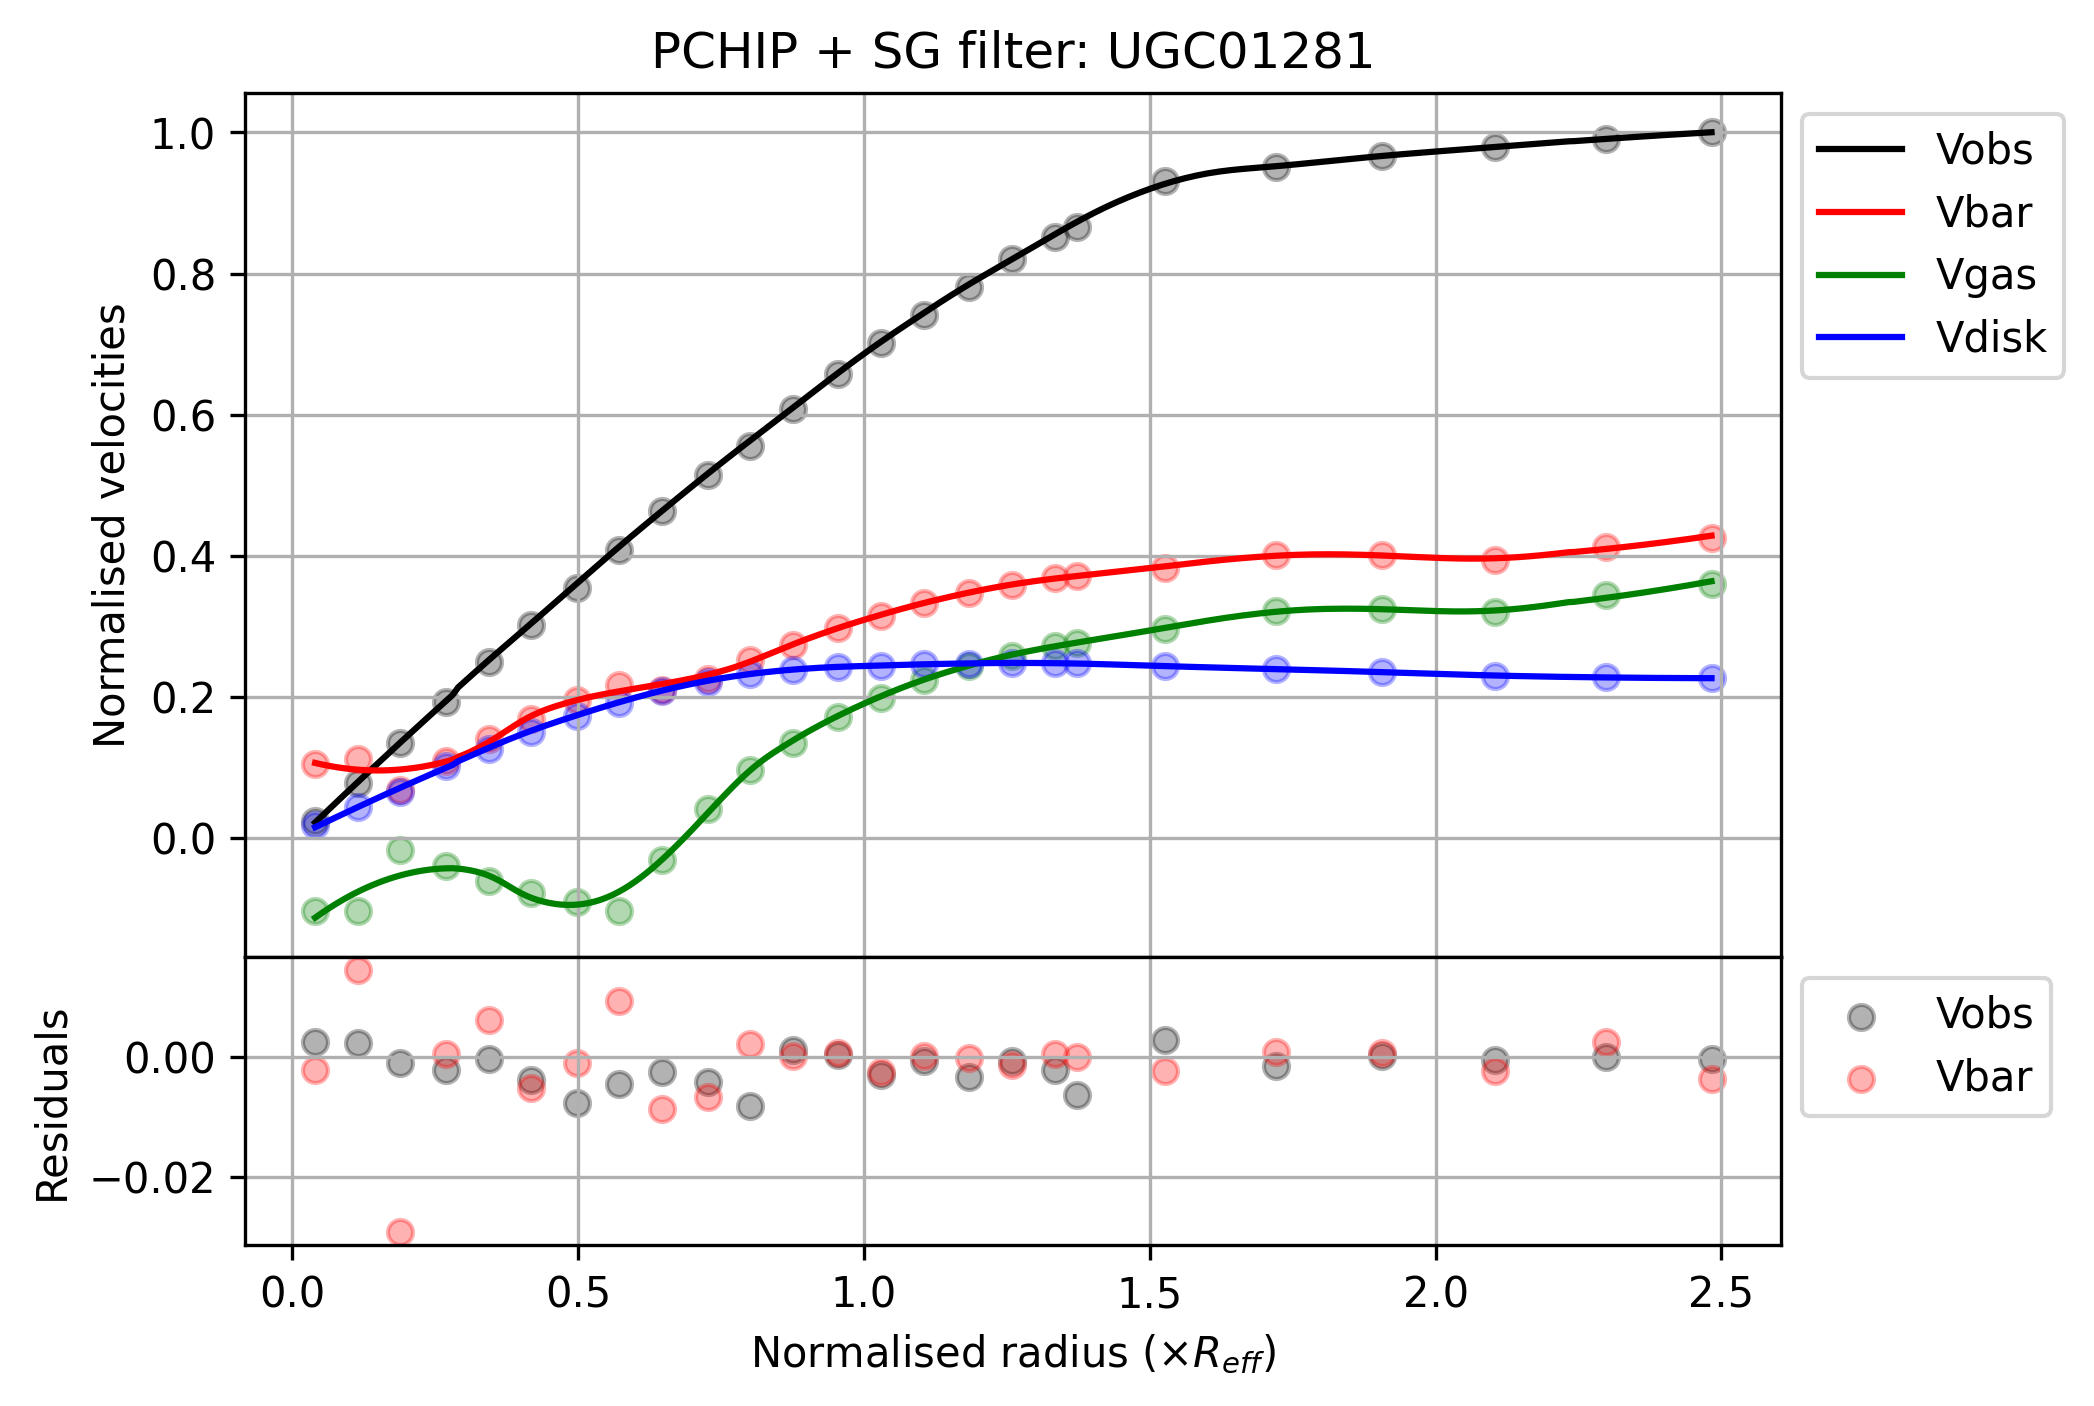 PCHIP + SG filter: UGC01281
Normalised velocities
1.0
0.8
0.6
0.4
0.2
0.0
Vobs
Vbar
Vgas
Vdisk
Residuals
0.00
−0.02
Vobs
Vbar
0.0 0.5 1.0 1.5 2.0 2.5
Normalised radius (×R_eff)